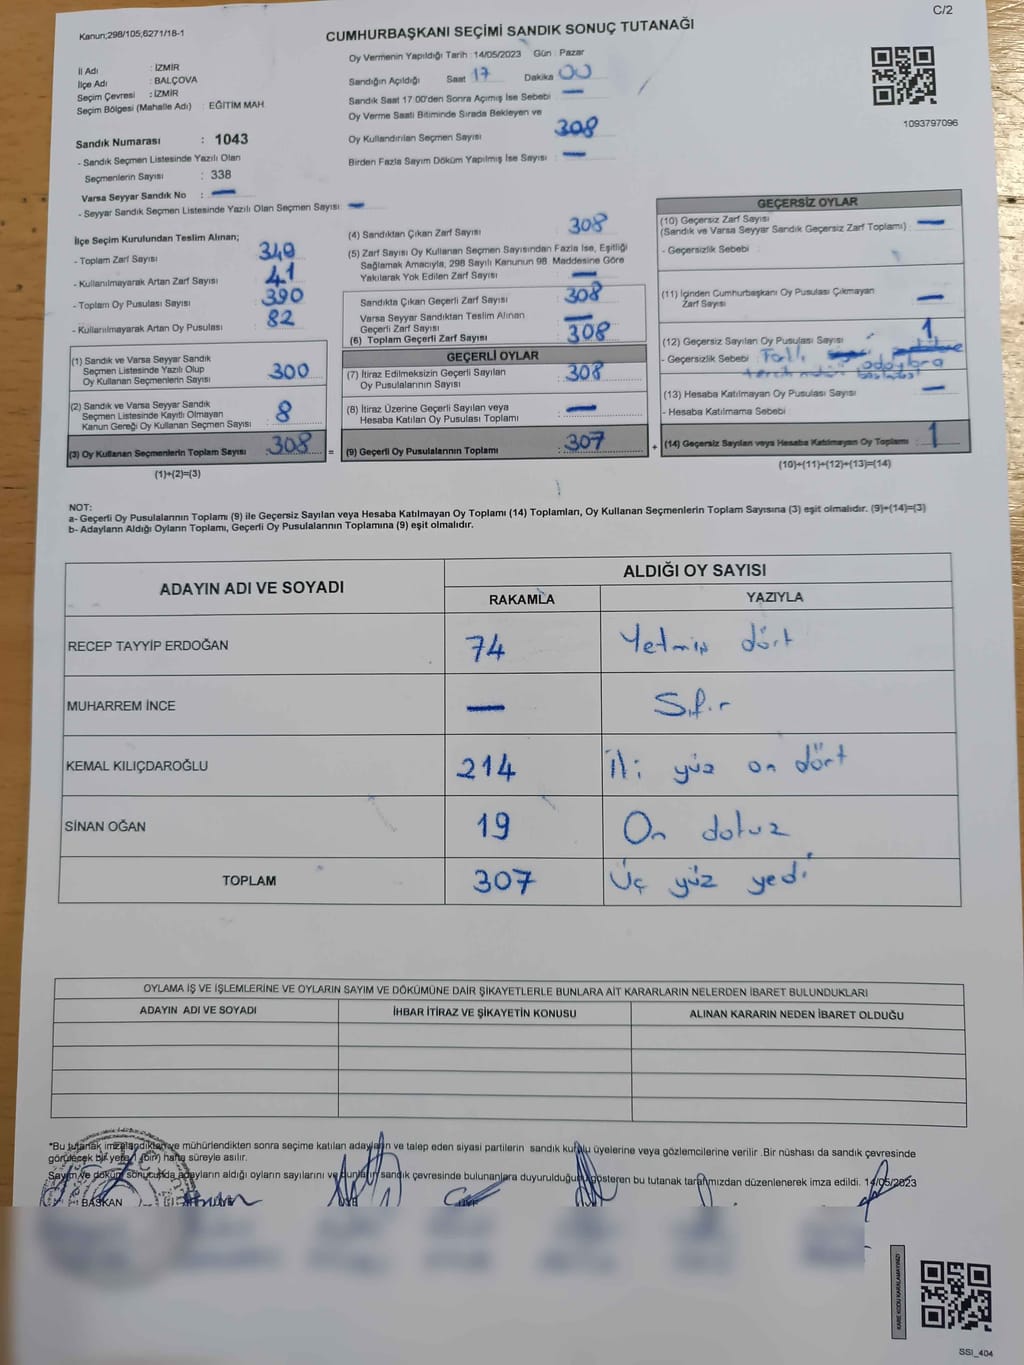 C/2
Kanun;298/105;6271/18-1
CUMHURBAŞKANI SEÇİMİ SANDIK SONUÇ TUTANAĞI
İl Adı : İZMİR
İlçe Adı : BALÇOVA
Seçim Çevresi : İZMİR
Seçim Bölgesi (Mahalle Adı) : EĞİTİM MAH.
Sandık Numarası : 1043
- Sandık Seçmen Listesinde Yazılı Olan
Seçmenlerin Sayısı : 338
Varsa Seyyar Sandık No : —
- Seyyar Sandık Seçmen Listesinde Yazılı Olan Seçmen Sayısı : —
Oy Vermenin Yapıldığı Tarih : 14/05/2023 Gün : Pazar
Sandığın Açıldığı Saat 17 Dakika 00
Sandık Saat 17.00'den Sonra Açımış İse Sebebi : —
Oy Verme Saati Bitiminde Sırada Bekleyen ve
Oy Kullandırılan Seçmen Sayısı : 308
Birden Fazla Sayım Döküm Yapılmış İse Sayısı : —
1093797096
İlçe Seçim Kurulundan Teslim Alınan;
- Toplam Zarf Sayısı : 349
- Kullanılmayarak Artan Zarf Sayısı : 41
- Toplam Oy Pusulası Sayısı : 390
- Kullanılmayarak Artan Oy Pusulası : 82
(1) Sandık ve Varsa Seyyar Sandık
Seçmen Listesinde Yazılı Olup
Oy Kullanan Seçmenlerin Sayısı : 300
(2) Sandık ve Varsa Seyyar Sandık
Seçmen Listesinde Kayıtlı Olmayan
Kanun Gereği Oy Kullanan Seçmen Sayısı : 8
(3) Oy Kullanan Seçmenlerin Toplam Sayısı : 308
(1)+(2)=(3)
(4) Sandıktan Çıkan Zarf Sayısı : 308
(5) Zarf Sayısı Oy Kullanan Seçmen Sayısından Fazla İse, Eşitliği
Sağlamak Amacıyla, 298 Sayılı Kanunun 98. Maddesine Göre
Yakılarak Yok Edilen Zarf Sayısı : —
Sandıkta Çıkan Geçerli Zarf Sayısı : 308
Varsa Seyyar Sandıktan Teslim Alınan
Geçerli Zarf Sayısı : —
(6) Toplam Geçerli Zarf Sayısı : 308
GEÇERLİ OYLAR
(7) İtiraz Edilmeksizin Geçerli Sayılan
Oy Pusulalarının Sayısı : 308
(8) İtiraz Üzerine Geçerli Sayılan veya
Hesaba Katılan Oy Pusulası Toplamı : —
= (9) Geçerli Oy Pusulalarının Toplamı : 307 +
GEÇERSİZ OYLAR
(10) Geçersiz Zarf Sayısı
(Sandık ve Varsa Seyyar Sandık Geçersiz Zarf Toplamı) : —
- Geçersizlik Sebebi :
(11) İçinden Cumhurbaşkanı Oy Pusulası Çıkmayan
Zarf Sayısı : —
(12) Geçersiz Sayılan Oy Pusulası Sayısı : 1
- Geçersizlik Sebebi : adaylara
(13) Hesaba Katılmayan Oy Pusulası Sayısı : —
- Hesaba Katılmama Sebebi :
(14) Geçersiz Sayılan veya Hesaba Katılmayan Oy Toplamı : 1
(10)+(11)+(12)+(13)=(14)
NOT:
a- Geçerli Oy Pusulalarının Toplamı (9) ile Geçersiz Sayılan veya Hesaba Katılmayan Oy Toplamı (14) Toplamları, Oy Kullanan Seçmenlerin Toplam Sayısına (3) eşit olmalıdır. (9)+(14)=(3)
b- Adayların Aldığı Oyların Toplamı, Geçerli Oy Pusulalarının Toplamına (9) eşit olmalıdır.
ADAYIN ADI VE SOYADI ALDIĞI OY SAYISI
RAKAMLA YAZIYLA
RECEP TAYYİP ERDOĞAN 74 Yetmiş dört
MUHARREM İNCE — Sıfır
KEMAL KILIÇDAROĞLU 214 İki yüz on dört
SİNAN OĞAN 19 On dokuz
TOPLAM 307 Üç yüz yedi
OYLAMA İŞ VE İŞLEMLERİNE VE OYLARIN SAYIM VE DÖKÜMÜNE DAİR ŞİKAYETLERLE BUNLARA AİT KARARLARIN NELERDEN İBARET BULUNDUKLARI
ADAYIN ADI VE SOYADI İHBAR İTİRAZ VE ŞİKAYETİN KONUSU ALINAN KARARIN NEDEN İBARET OLDUĞU
*Bu tutanak imzalandıktan ve mühürlendikten sonra seçime katılan adayların ve talep eden siyasi partilerin sandık kurulu üyelerine veya gözlemcilerine verilir .Bir nüshası da sandık çevresinde
görülecek bir yere 1 (bir) hafta süreyle asılır.
Sayım ve döküm sonucunda adayların aldığı oyların sayılarını ve bunların sandık çevresinde bulunanlara duyurulduğunu gösteren bu tutanak tarafımızdan düzenlenerek imza edildi. 14/05/2023
BAŞKAN ÜYE ÜYE
KARE KODU KARALAMAYINIZ!
SSI_404